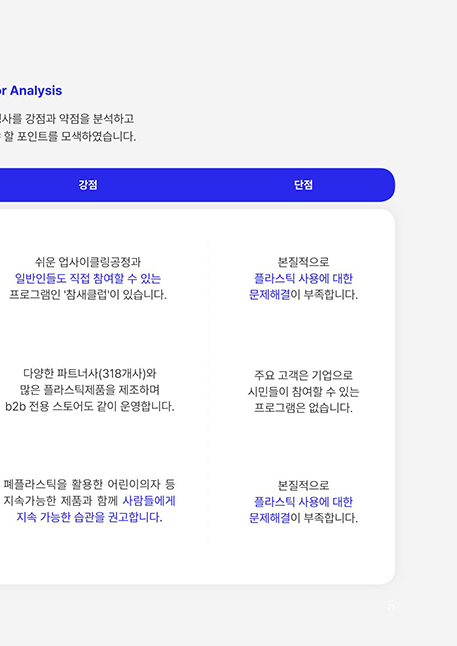 or Analysis
사를 강점과 약점을 분석하고
할 포인트를 모색하였습니다.
강점
단점
쉬운 업사이클링공정과
일반인들도 직접 참여할 수 있는
프로그램인 '참새클럽'이 있습니다.
본질적으로
플라스틱 사용에 대한
문제해결이 부족합니다.
다양한 파트너사(318개사)와
많은 플라스틱제품을 제조하며
b2b 전용 스토어도 같이 운영합니다.
주요 고객은 기업으로
시민들이 참여할 수 있는
프로그램은 없습니다.
폐플라스틱을 활용한 어린이의자 등
지속가능한 제품과 함께 사람들에게
지속 가능한 습관을 권고합니다.
본질적으로
플라스틱 사용에 대한
문제해결이 부족합니다.